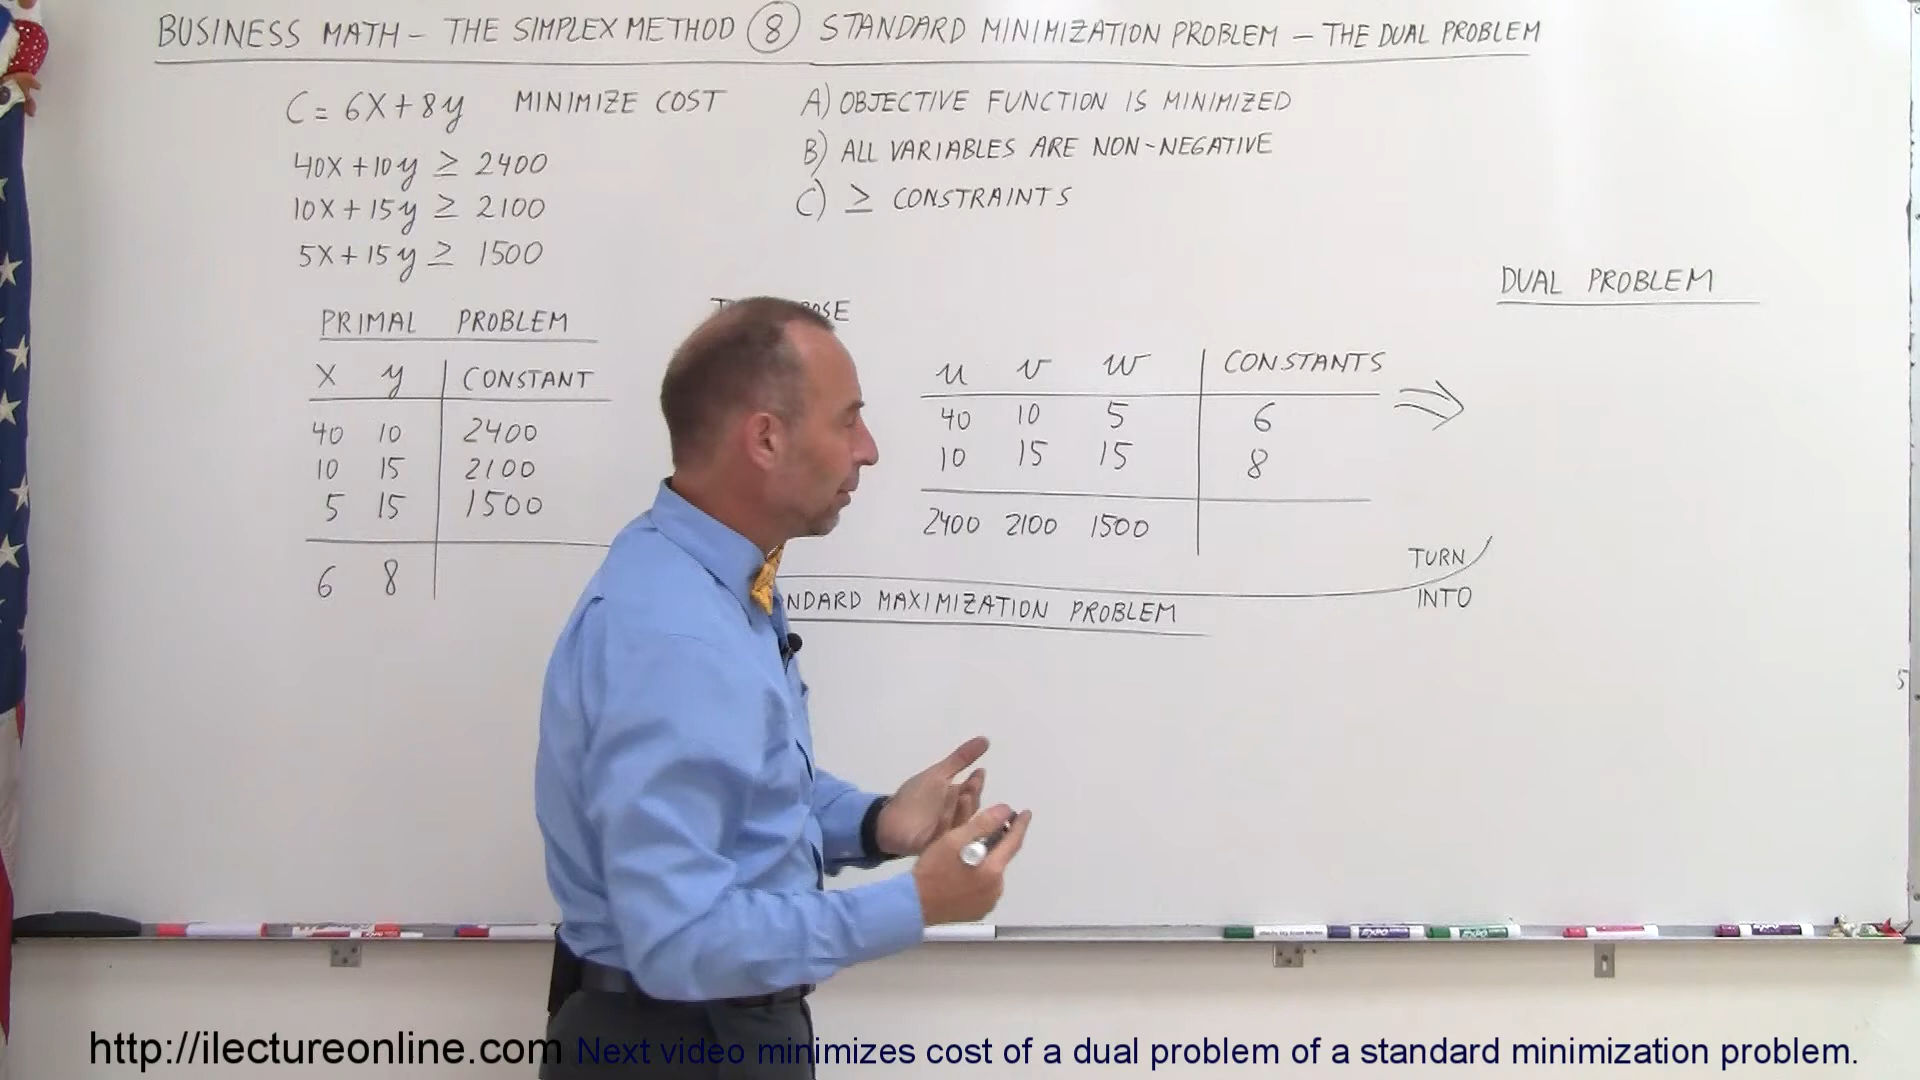 BUSINESS MATH - THE SIMPLEX METHOD 8 STANDARD MINIMIZATION PROBLEM - THE DUAL PROBLEM
C = 6X + 8y MINIMIZE COST
40X + 10y ≥ 2400
10X + 15y ≥ 2100
5X + 15y ≥ 1500
A) OBJECTIVE FUNCTION IS MINIMIZED
B) ALL VARIABLES ARE NON-NEGATIVE
C) ≥ CONSTRAINTS
DUAL PROBLEM
PRIMAL PROBLEM
X y CONSTANT
40 10 2400
10 15 2100
5 15 1500
6 8
u v w CONSTANTS
40 10 5 6
10 15 15 8
2400 2100 1500
TURN
INTO
MAXIMIZATION PROBLEM
5
EXPO
EXPO
http://ilectureonline.com Next video minimizes cost of a dual problem of a standard minimization problem.